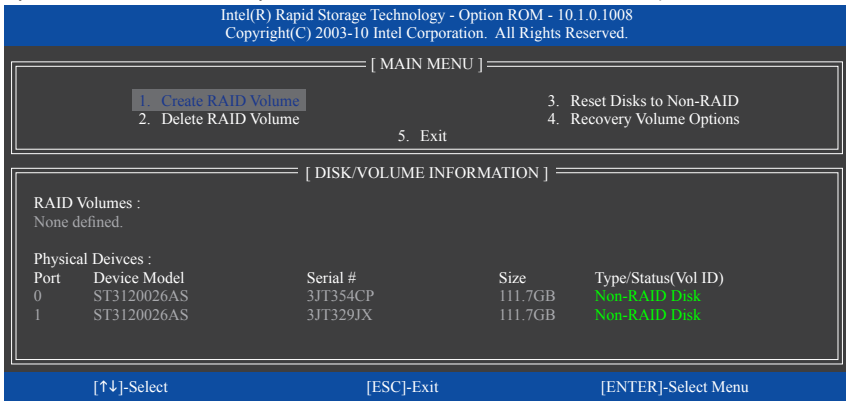 Intel(R) Rapid Storage Technology - Option ROM - 10.1.0.1008
Copyright(C) 2003-10 Intel Corporation. All Rights Reserved.
[ MAIN MENU ]
1. Create RAID Volume
3. Reset Disks to Non-RAID
2. Delete RAID Volume
4. Recovery Volume Options
5. Exit
[ DISK/VOLUME INFORMATION ]
RAID Volumes :
None defined.
Physical Deivces :
Port Device Model Serial # Size Type/Status(Vol ID)
0 ST3120026AS 3JT354CP 111.7GB Non-RAID Disk
1 ST3120026AS 3JT329JX 111.7GB Non-RAID Disk
[↑↓]-Select [ESC]-Exit [ENTER]-Select Menu